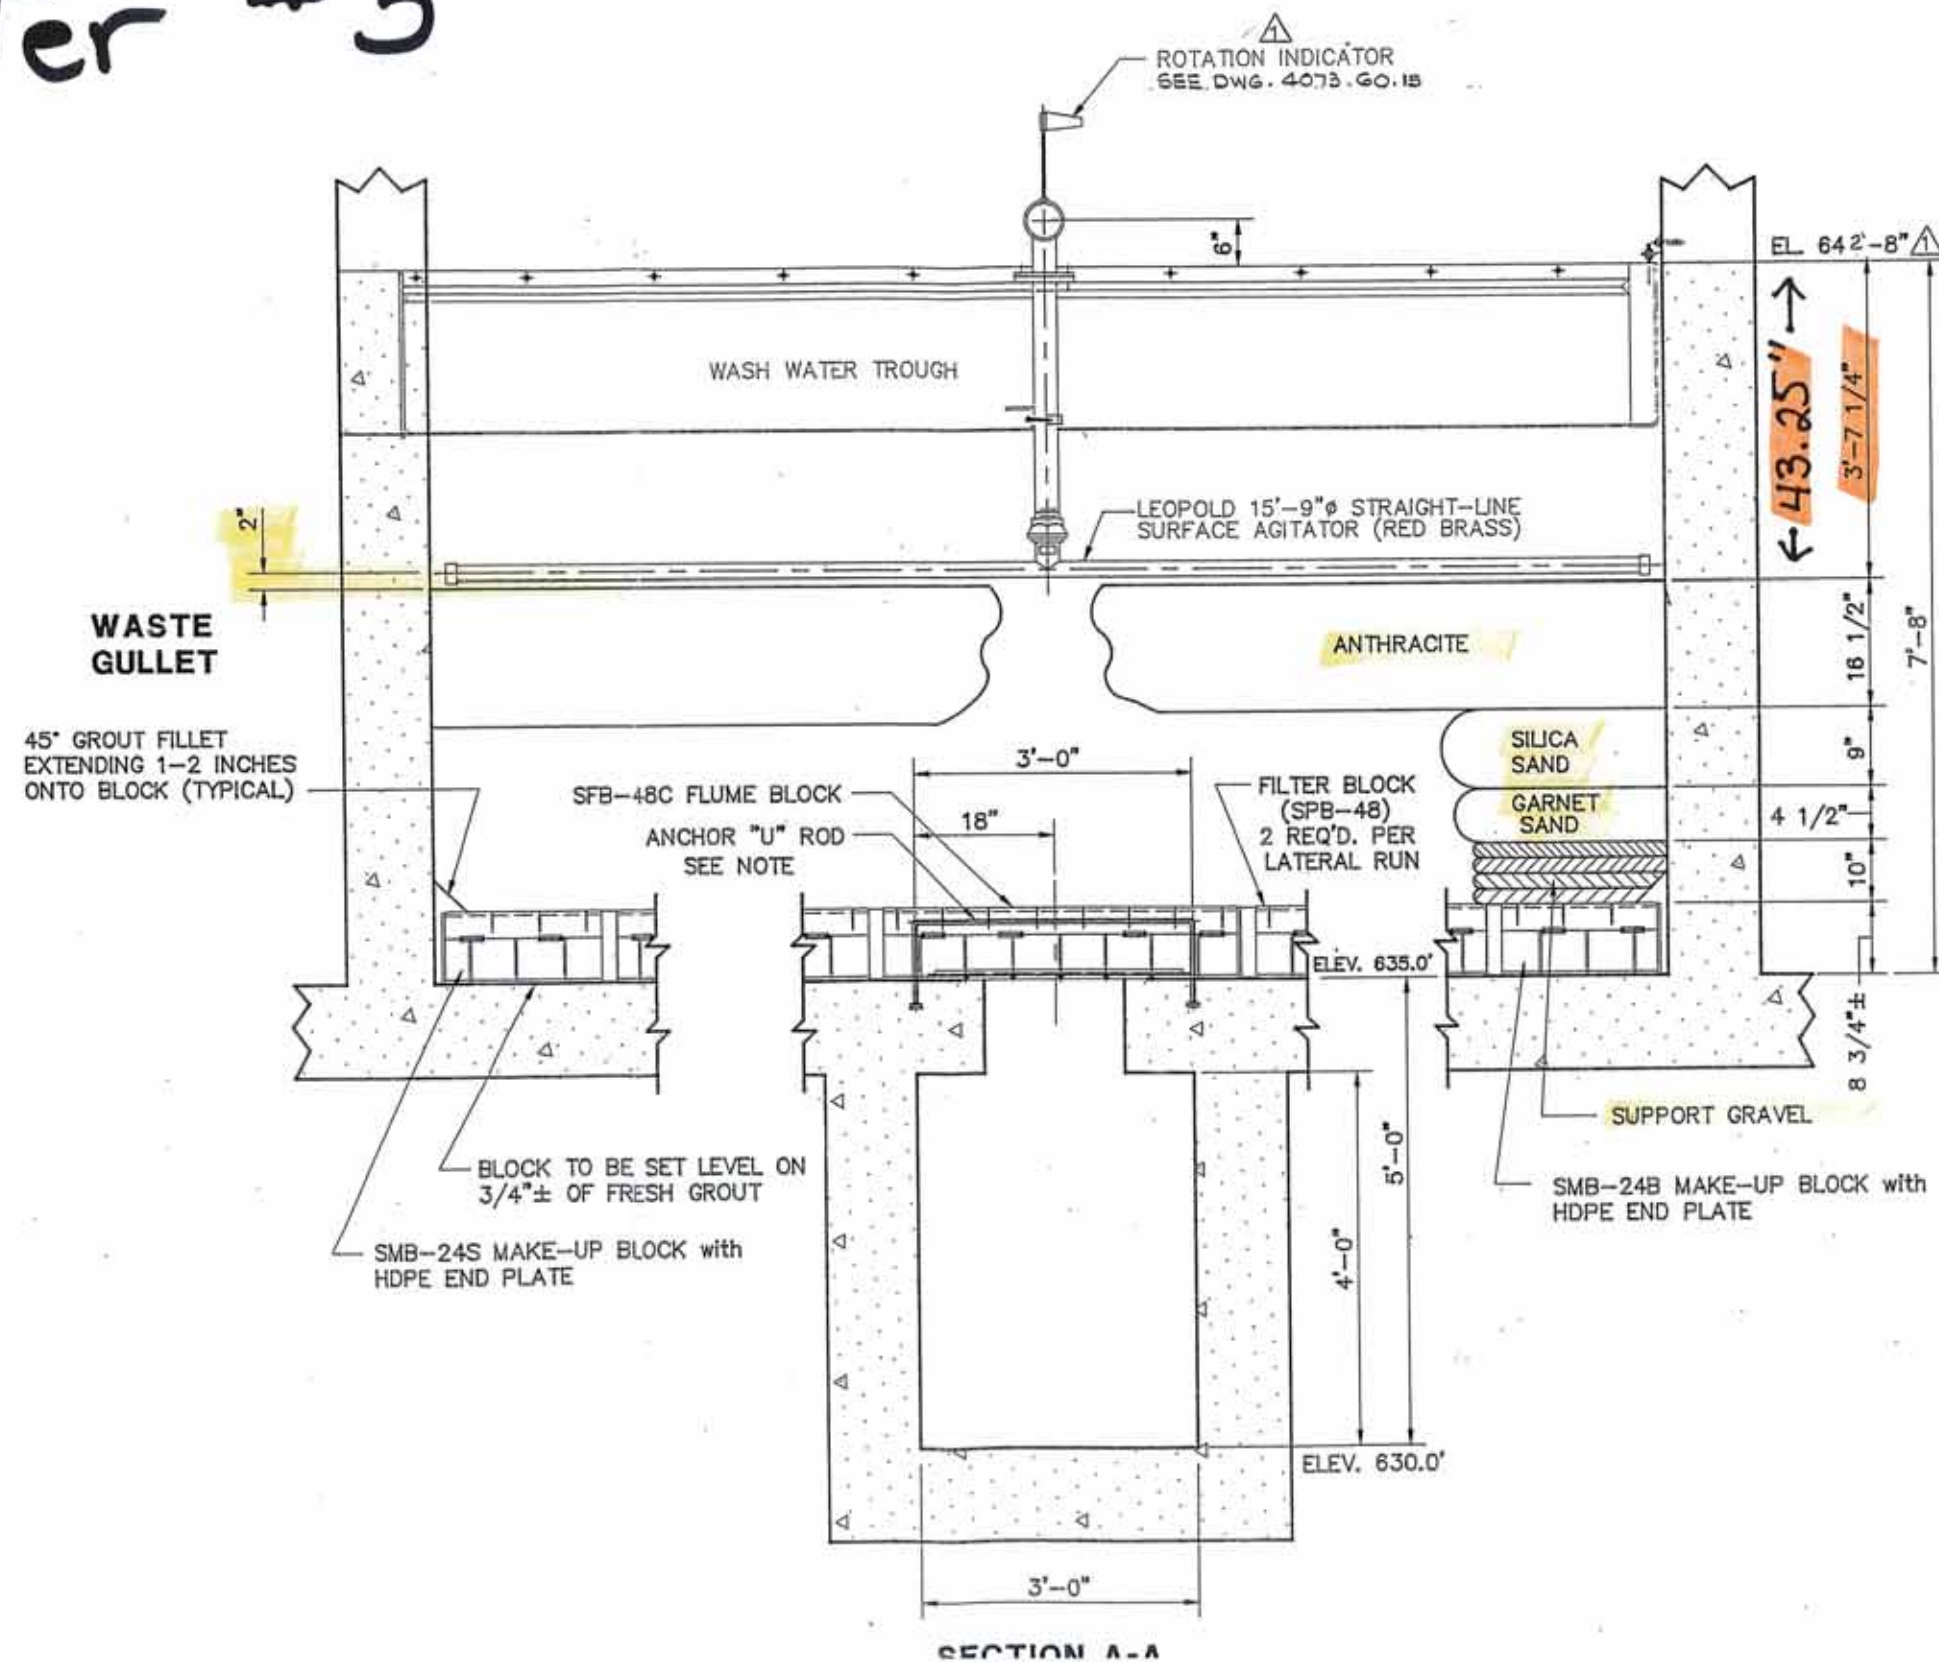 er #3
⚠1
ROTATION INDICATOR
SEE DWG. 4073.60.1B
6"
EL. 642'-8" ⚠1
← 43.25" →
3'-7 1/4"
WASH WATER TROUGH
LEOPOLD 15'-9"ø STRAIGHT-LINE
SURFACE AGITATOR (RED BRASS)
2"
WASTE
GULLET
ANTHRACITE
16 1/2"
7'-8"
45° GROUT FILLET
EXTENDING 1-2 INCHES
ONTO BLOCK (TYPICAL)
SILICA
SAND
9"
3'-0"
SFB-48C FLUME BLOCK
18"
ANCHOR "U" ROD
SEE NOTE
FILTER BLOCK
(SPB-48)
2 REQ'D. PER
LATERAL RUN
GARNET
SAND
4 1/2"
10"
ELEV. 635.0'
8 3/4"±
SUPPORT GRAVEL
BLOCK TO BE SET LEVEL ON
3/4"± OF FRESH GROUT
5'-0"
SMB-24B MAKE-UP BLOCK with
HDPE END PLATE
SMB-24S MAKE-UP BLOCK with
HDPE END PLATE
4'-0"
ELEV. 630.0'
3'-0"
SECTION A-A